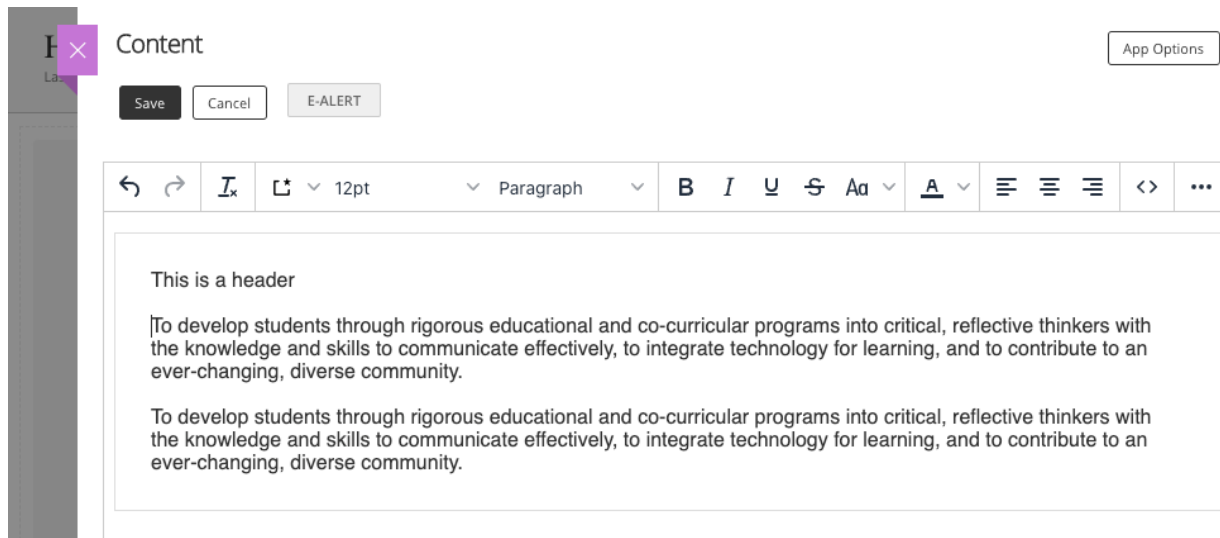 H
Content
App Options
Las
Save Cancel E-ALERT
12pt Paragraph B I U S Aa A
This is a header
To develop students through rigorous educational and co-curricular programs into critical, reflective thinkers with
the knowledge and skills to communicate effectively, to integrate technology for learning, and to contribute to an
ever-changing, diverse community.
To develop students through rigorous educational and co-curricular programs into critical, reflective thinkers with
the knowledge and skills to communicate effectively, to integrate technology for learning, and to contribute to an
ever-changing, diverse community.